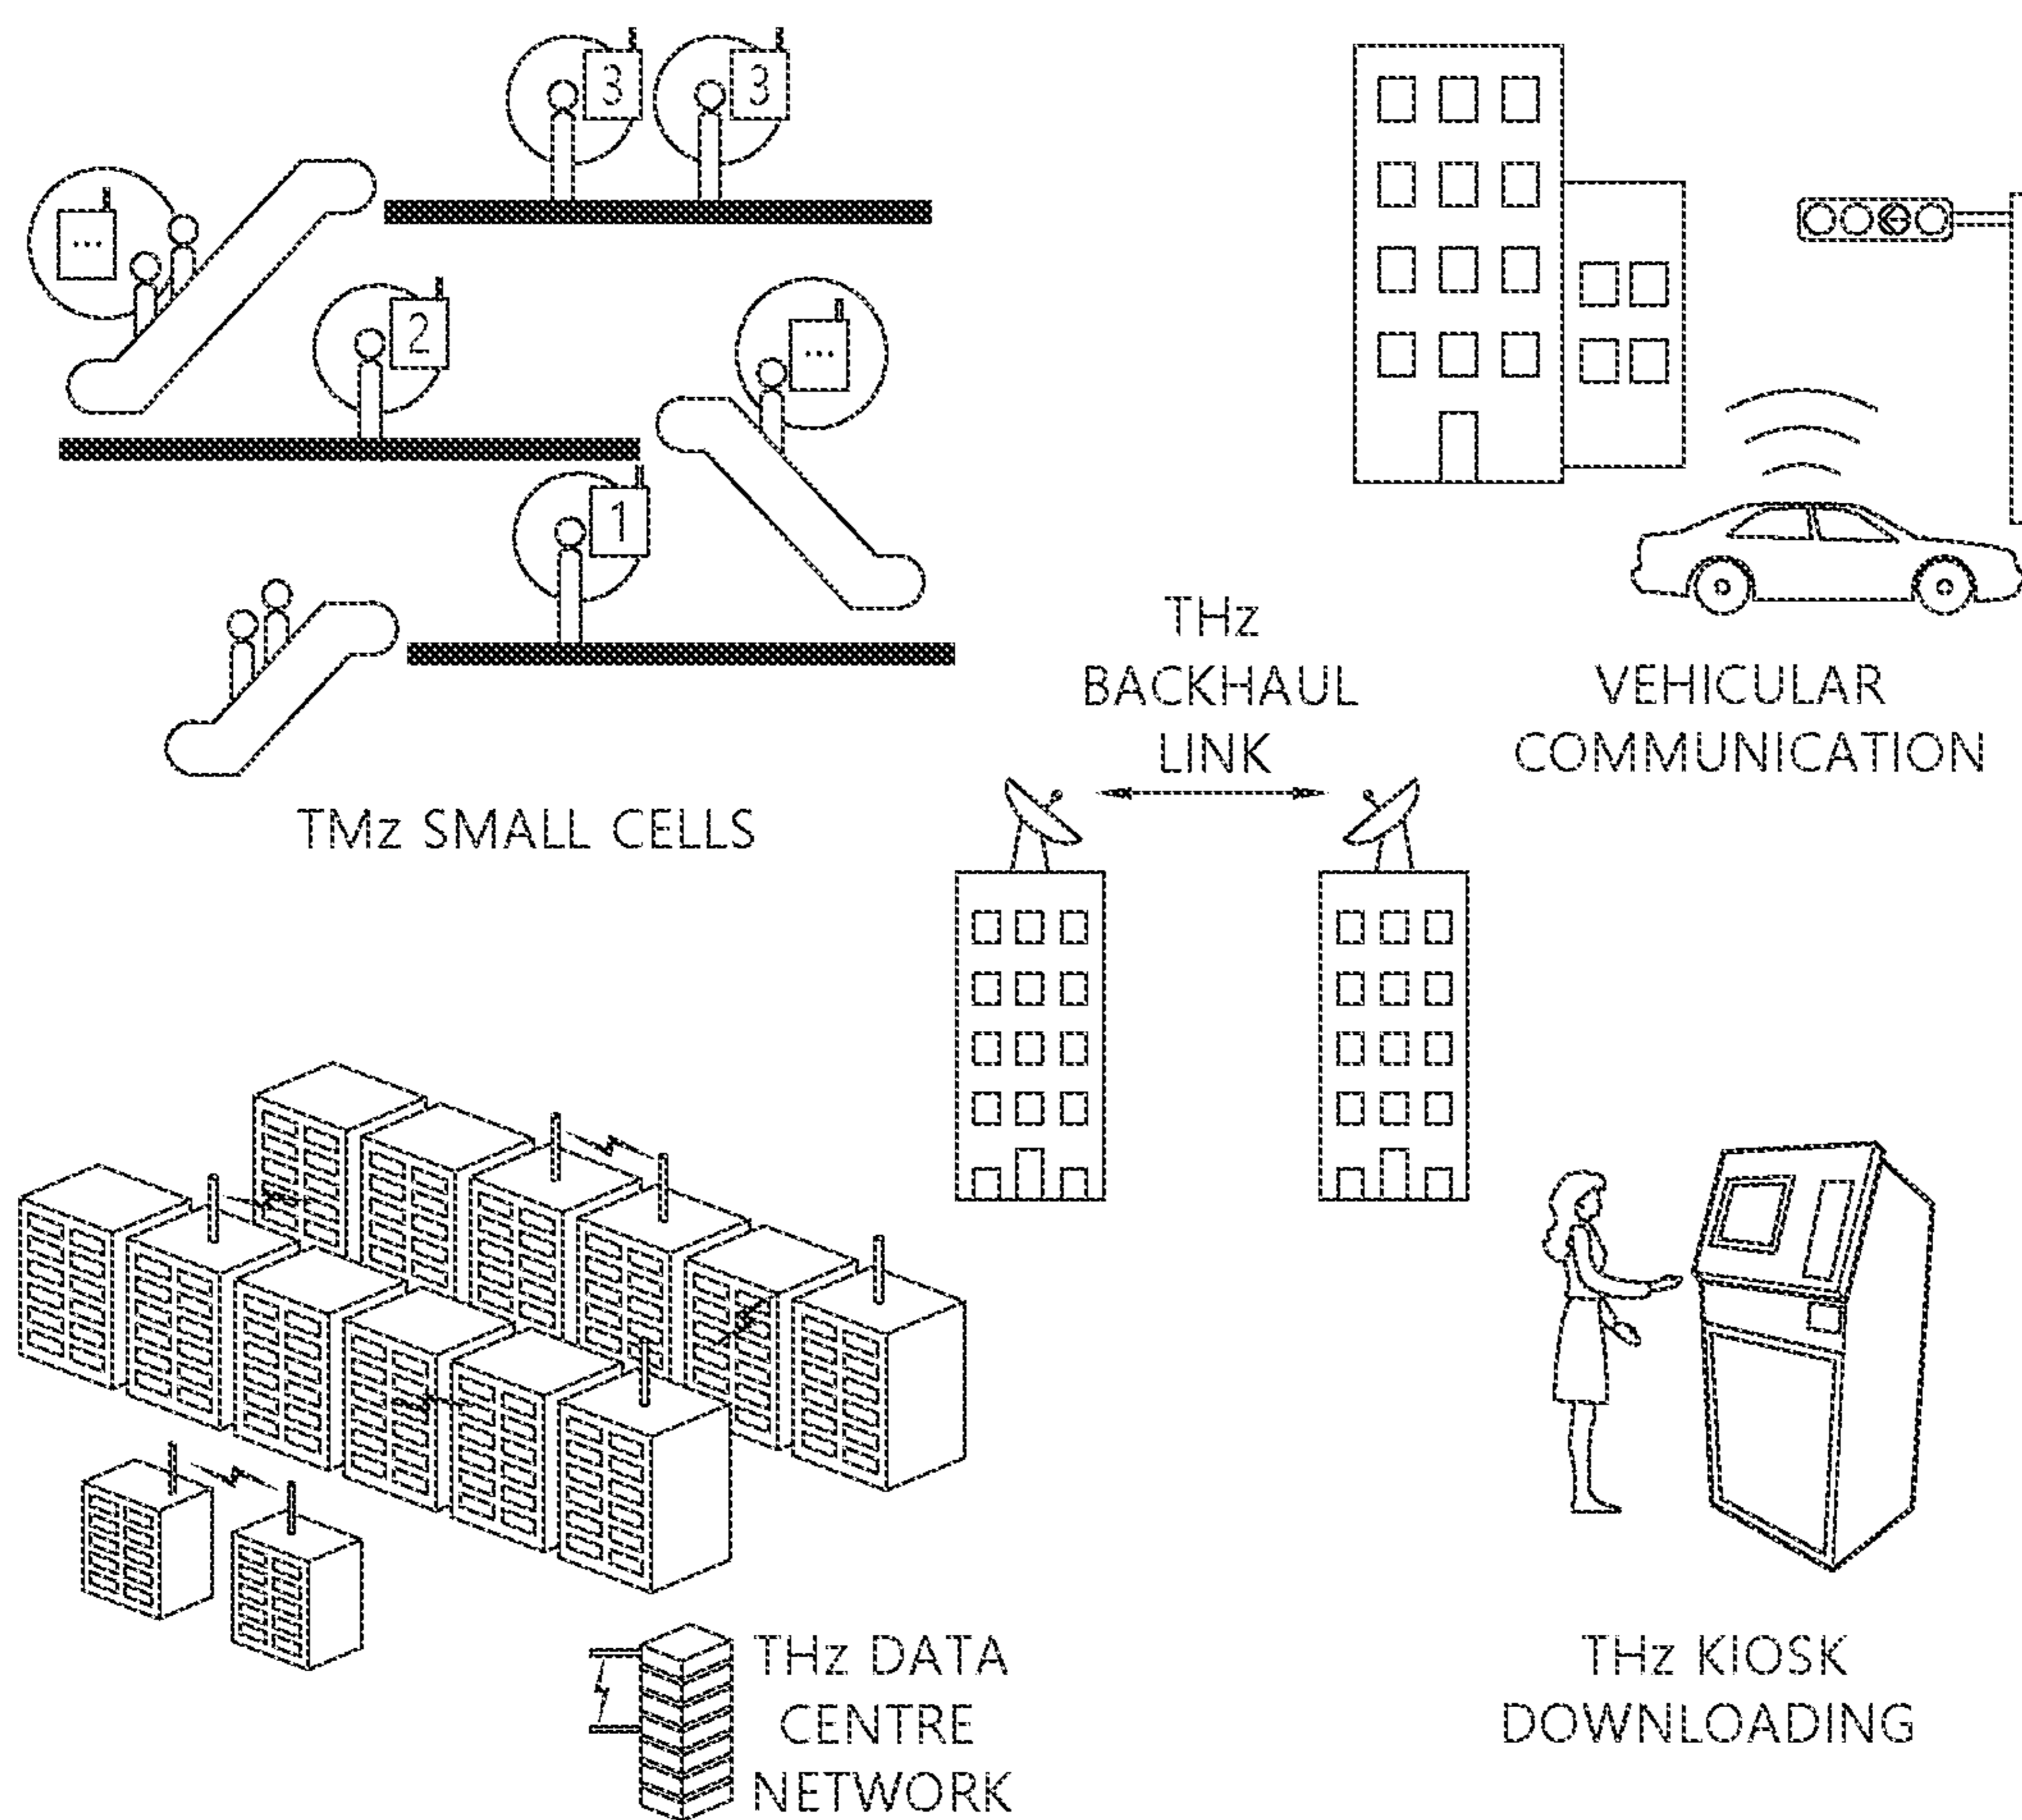 3
3
...
2
...
1
TMz SMALL CELLS
THz
BACKHAUL
LINK
VEHICULAR
COMMUNICATION
THz DATA
CENTRE
NETWORK
THz KIOSK
DOWNLOADING